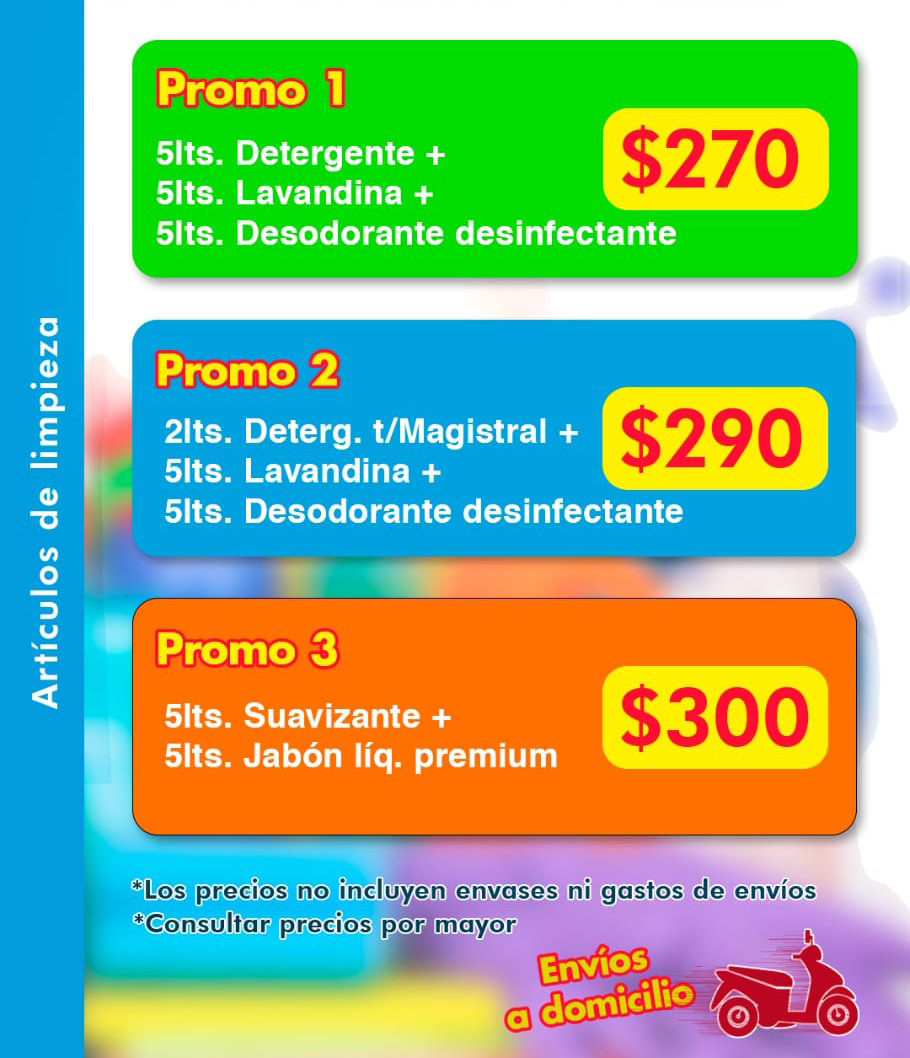 Artículos de limpieza
Promo 1
5lts. Detergente +
5lts. Lavandina +
5lts. Desodorante desinfectante
$270
Promo 2
2lts. Deterg. t/Magistral +
5lts. Lavandina +
5lts. Desodorante desinfectante
$290
Promo 3
5lts. Suavizante +
5lts. Jabón líq. premium
$300
*Los precios no incluyen envases ni gastos de envíos
*Consultar precios por mayor
Envíos
a domicilio